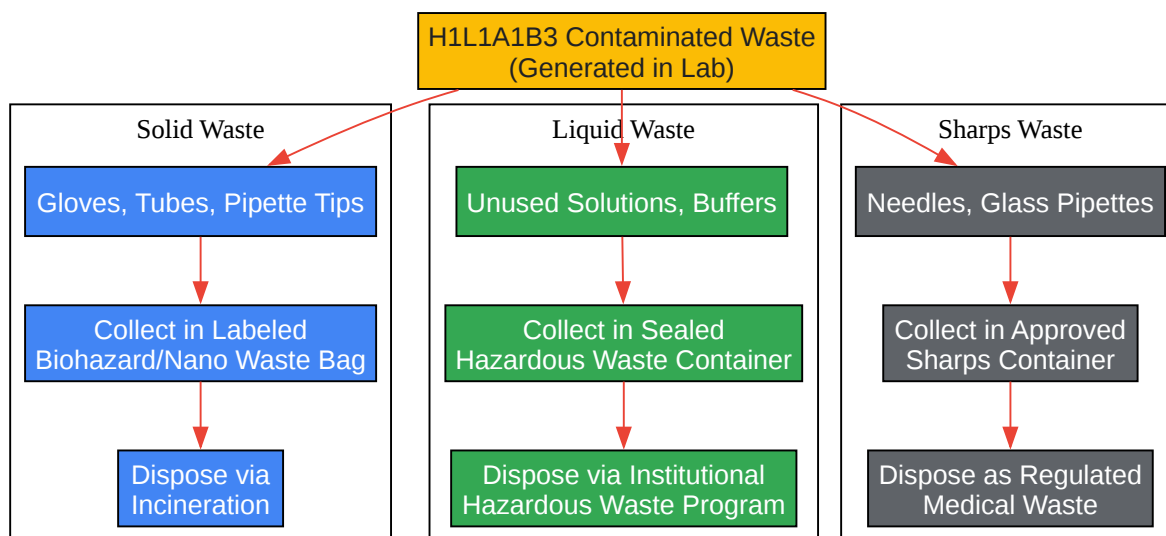 H1L1A1B3 Contaminated Waste
(Generated in Lab)
Solid Waste
Gloves, Tubes, Pipette Tips
Collect in Labeled
Biohazard/Nano Waste Bag
Dispose via
Incineration
Liquid Waste
Unused Solutions, Buffers
Collect in Sealed
Hazardous Waste Container
Dispose via Institutional
Hazardous Waste Program
Sharps Waste
Needles, Glass Pipettes
Collect in Approved
Sharps Container
Dispose as Regulated
Medical Waste